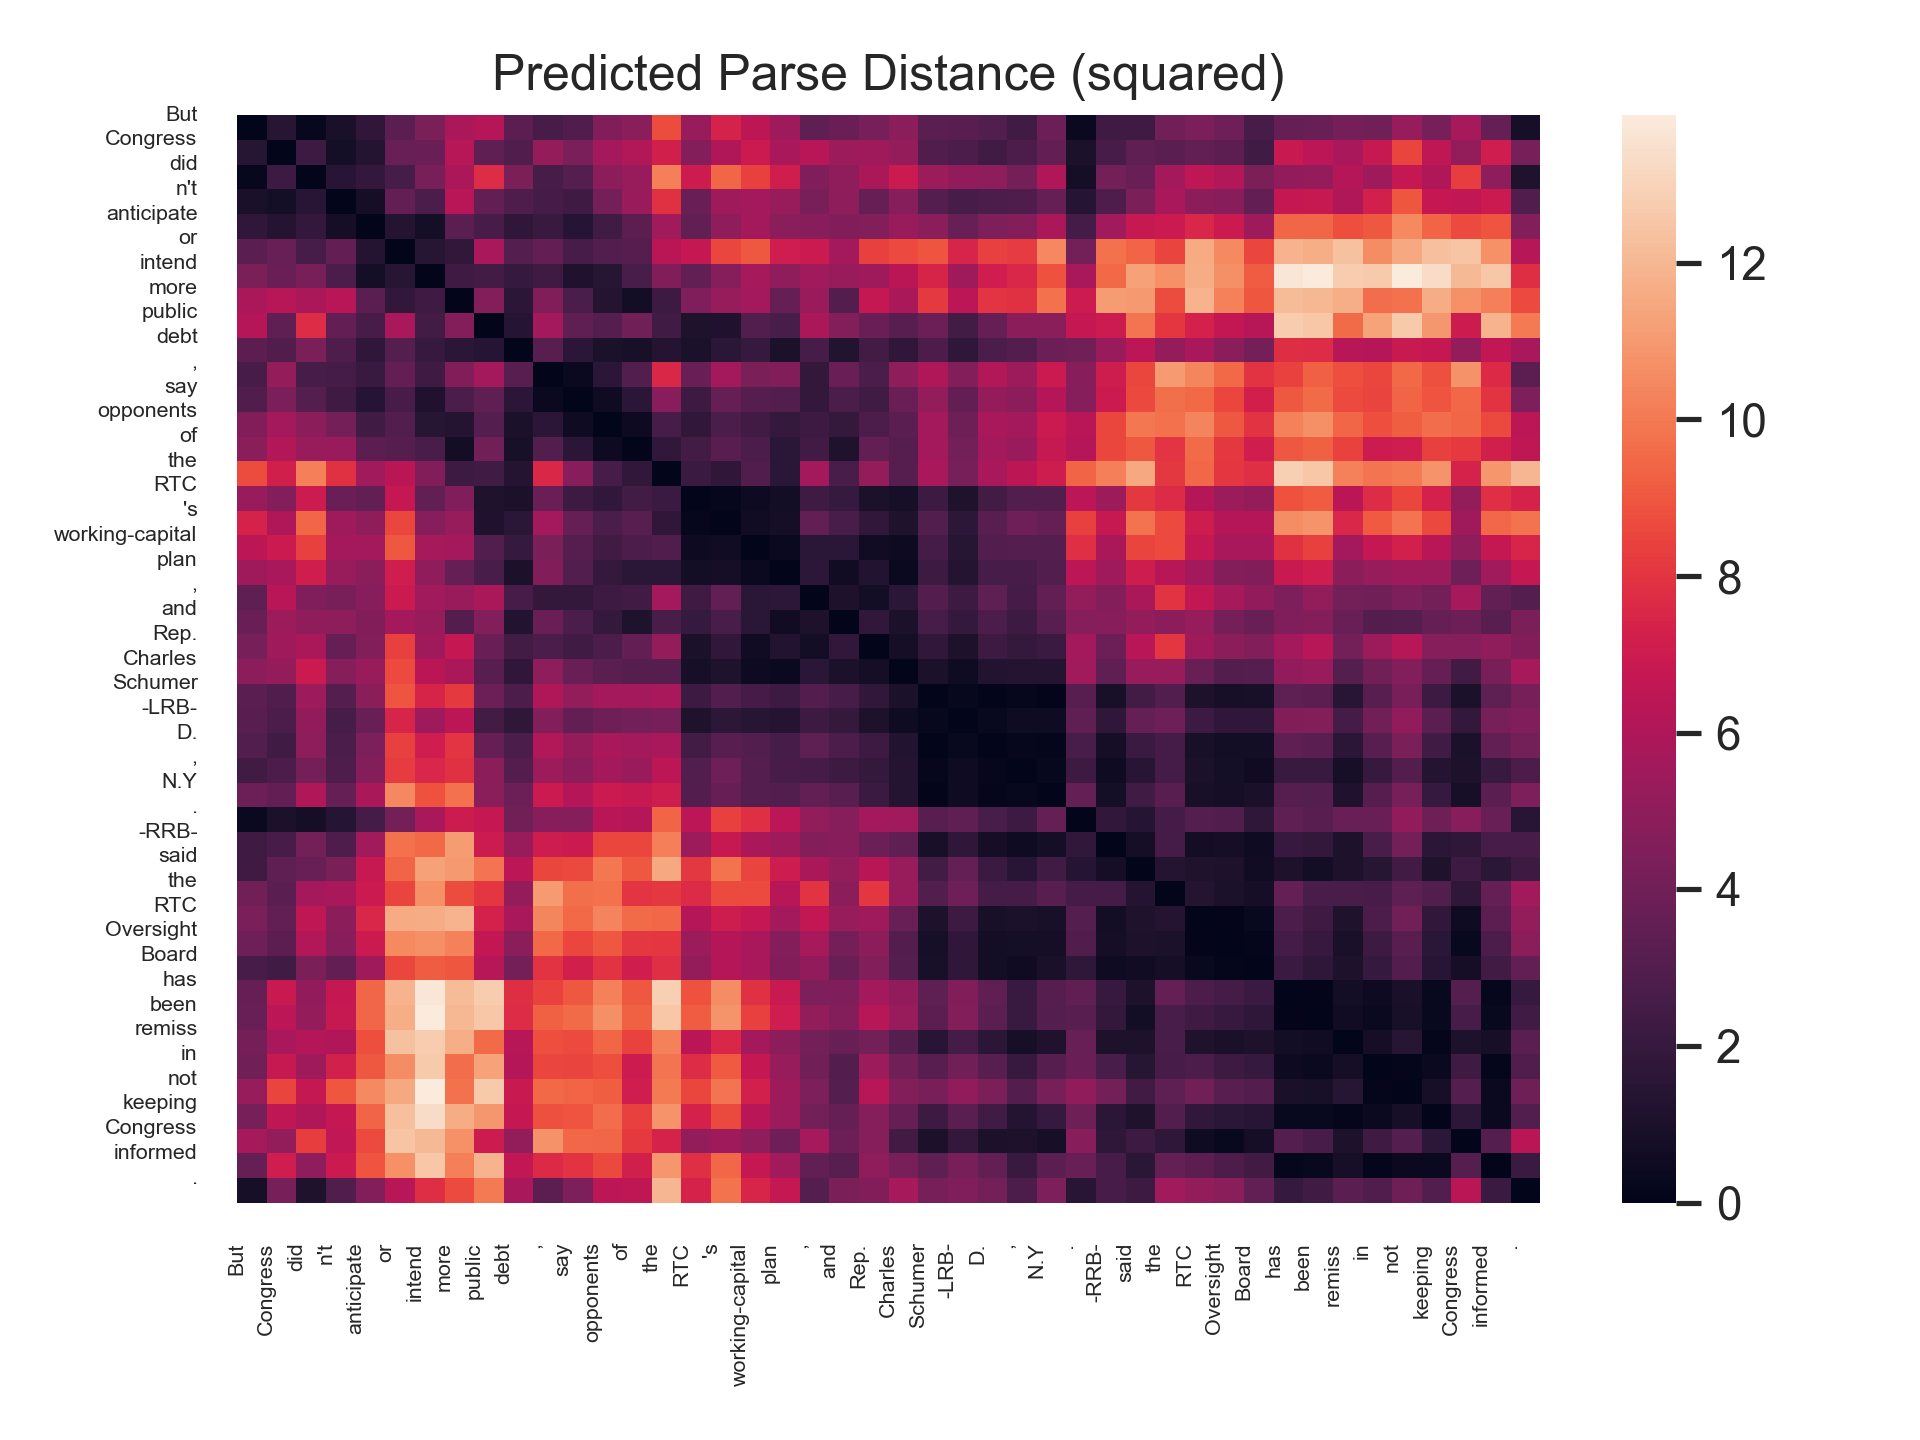 Predicted Parse Distance (squared)
But
Congress
did
n't
anticipate
or
intend
more
public
debt
,
say
opponents
of
the
RTC
's
working-capital
plan
,
and
Rep.
Charles
Schumer
-LRB-
D.
,
N.Y
.
-RRB-
said
the
RTC
Oversight
Board
has
been
remiss
in
not
keeping
Congress
informed
.
12
10
8
6
4
2
0
But
Congress
did
n't
anticipate
or
intend
more
public
debt
,
say
opponents
of
the
RTC
's
working-capital
plan
,
and
Rep.
Charles
Schumer
-LRB-
D.
,
N.Y
.
-RRB-
said
the
RTC
Oversight
Board
has
been
remiss
in
not
keeping
Congress
informed
.